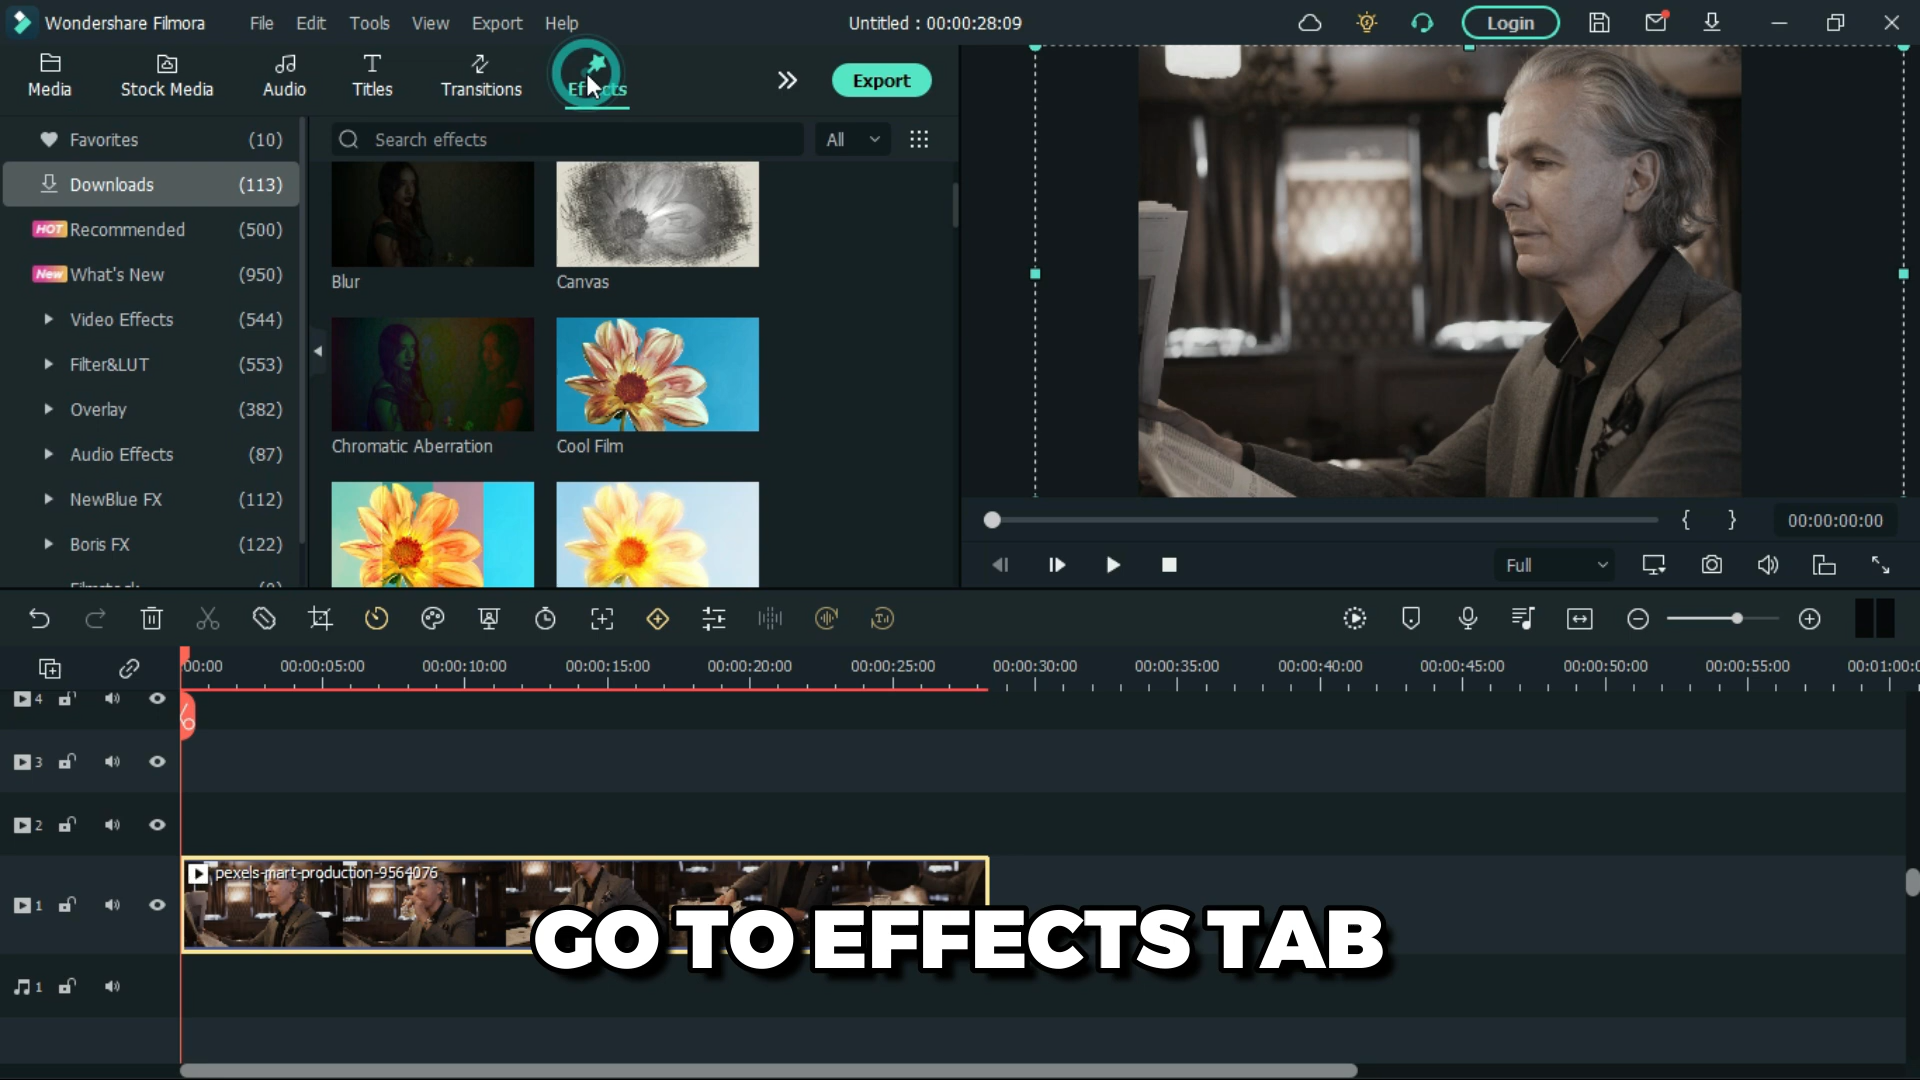 Wondershare Filmora
File Edit Tools View Export Help
Untitled : 00:00:28:09
Login
Media Stock Media Audio Titles Transitions Effects
Export
Favorites (10)
Downloads (113)
HOT Recommended (500)
New What's New (950)
Video Effects (544)
Filter&LUT (553)
Overlay (382)
Audio Effects (87)
NewBlue FX (112)
Boris FX (122)
Search effects
All
Blur Canvas
Chromatic Aberration Cool Film
{ } 00:00:00:00
Full
00:00 00:00:05:00 00:00:10:00 00:00:15:00 00:00:20:00 00:00:25:00 00:00:30:00 00:00:35:00 00:00:40:00 00:00:45:00 00:00:50:00 00:00:55:00 00:01:00:0
4
3
2
1
pexels-mart-production-9564076
GO TO EFFECTS TAB
1